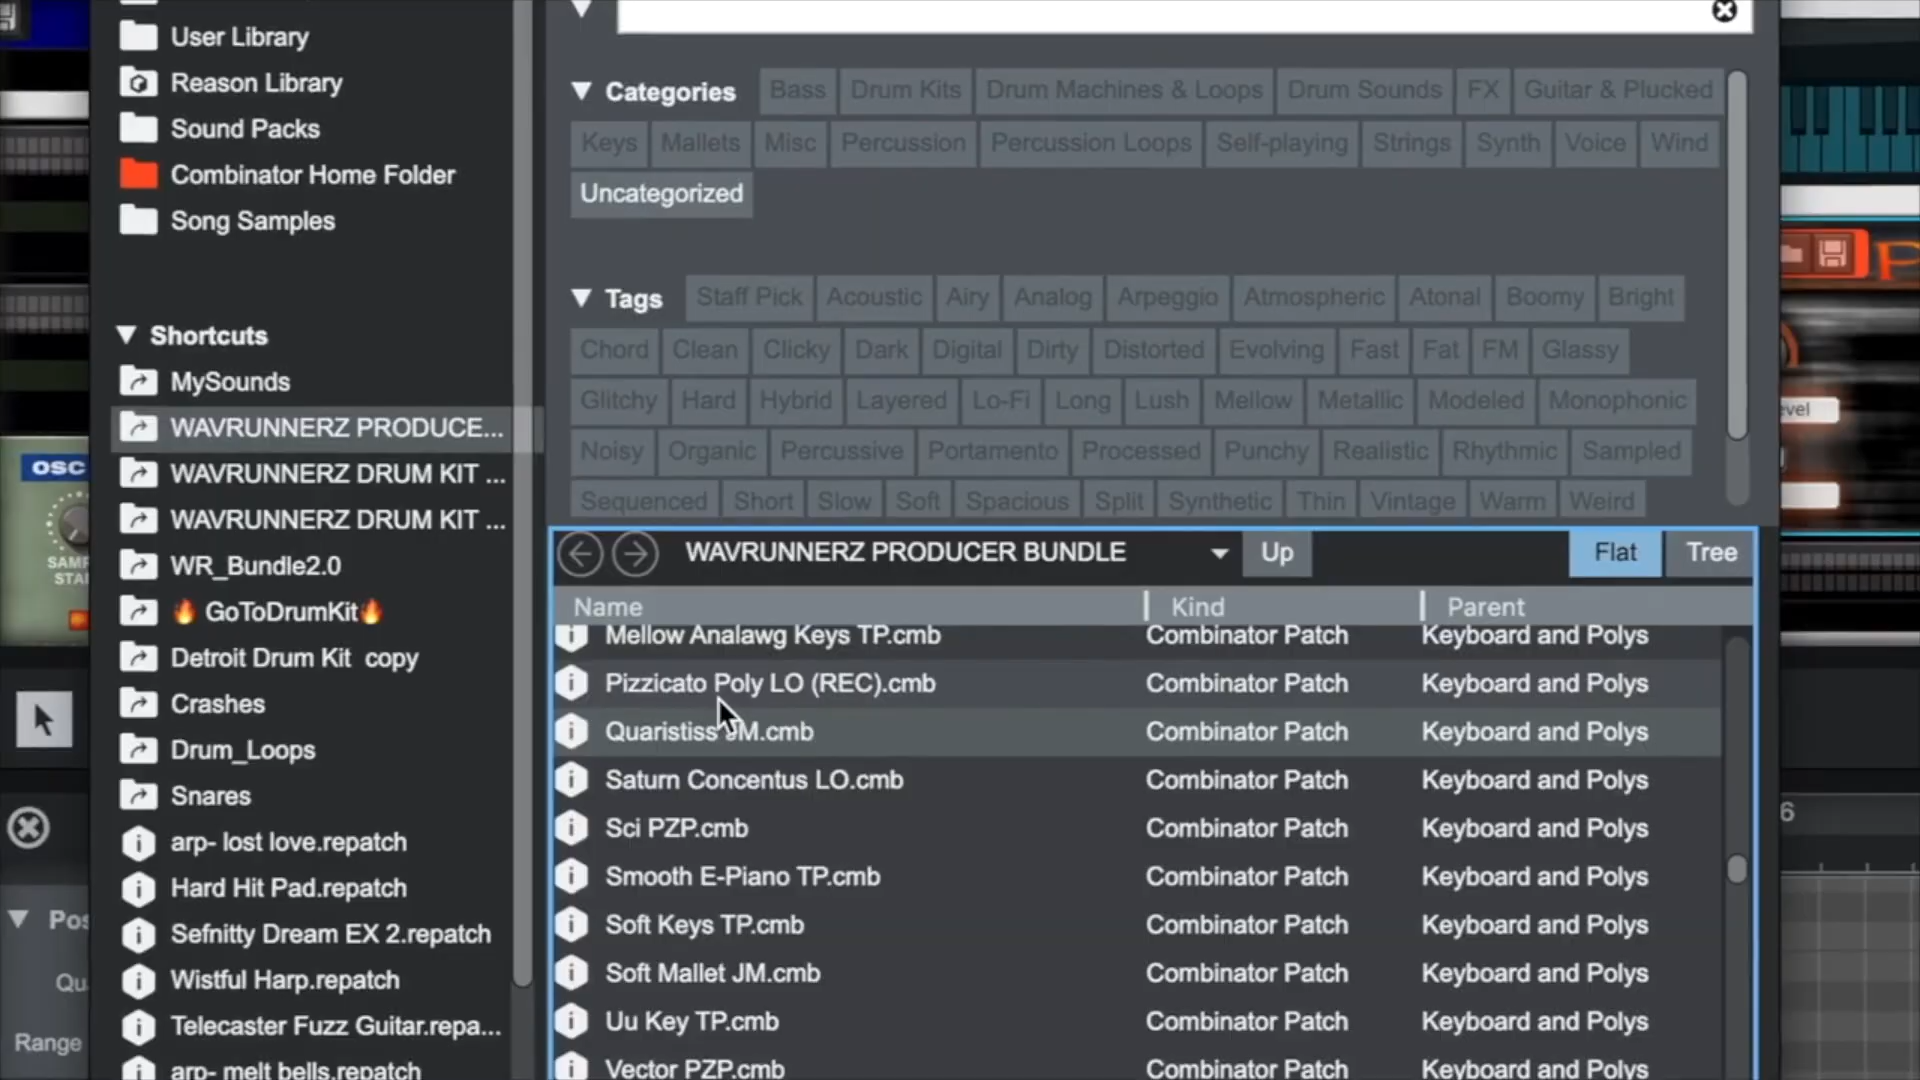 User Library
Reason Library
Sound Packs
Combinator Home Folder
Song Samples
Shortcuts
MySounds
WAVRUNNERZ PRODUCE...
WAVRUNNERZ DRUM KIT ...
WAVRUNNERZ DRUM KIT ...
WR_Bundle2.0
🔥 GoToDrumKit🔥
Detroit Drum Kit copy
Crashes
Drum_Loops
Snares
arp- lost love.repatch
Hard Hit Pad.repatch
Sefnitty Dream EX 2.repatch
Wistful Harp.repatch
Telecaster Fuzz Guitar.repa...
arp- melt bells.repatch
Categories Bass Drum Kits Drum Machines & Loops Drum Sounds FX Guitar & Plucked
Keys Mallets Misc Percussion Percussion Loops Self-playing Strings Synth Voice Wind
Uncategorized
Tags Staff Pick Acoustic Airy Analog Arpeggio Atmospheric Atonal Boomy Bright
Chord Clean Clicky Dark Digital Dirty Distorted Evolving Fast Fat FM Glassy
Glitchy Hard Hybrid Layered Lo-Fi Long Lush Mellow Metallic Modeled Monophonic
Noisy Organic Percussive Portamento Processed Punchy Realistic Rhythmic Sampled
Sequenced Short Slow Soft Spacious Split Synthetic Thin Vintage Warm Weird
WAVRUNNERZ PRODUCER BUNDLE Up Flat Tree
Name Kind Parent
Mellow Analawg Keys TP.cmb Combinator Patch Keyboard and Polys
Pizzicato Poly LO (REC).cmb Combinator Patch Keyboard and Polys
Quaristiss JM.cmb Combinator Patch Keyboard and Polys
Saturn Concentus LO.cmb Combinator Patch Keyboard and Polys
Sci PZP.cmb Combinator Patch Keyboard and Polys
Smooth E-Piano TP.cmb Combinator Patch Keyboard and Polys
Soft Keys TP.cmb Combinator Patch Keyboard and Polys
Soft Mallet JM.cmb Combinator Patch Keyboard and Polys
Uu Key TP.cmb Combinator Patch Keyboard and Polys
Vector PZP.cmb Combinator Patch Keyboard and Polys
OSC
Range
6